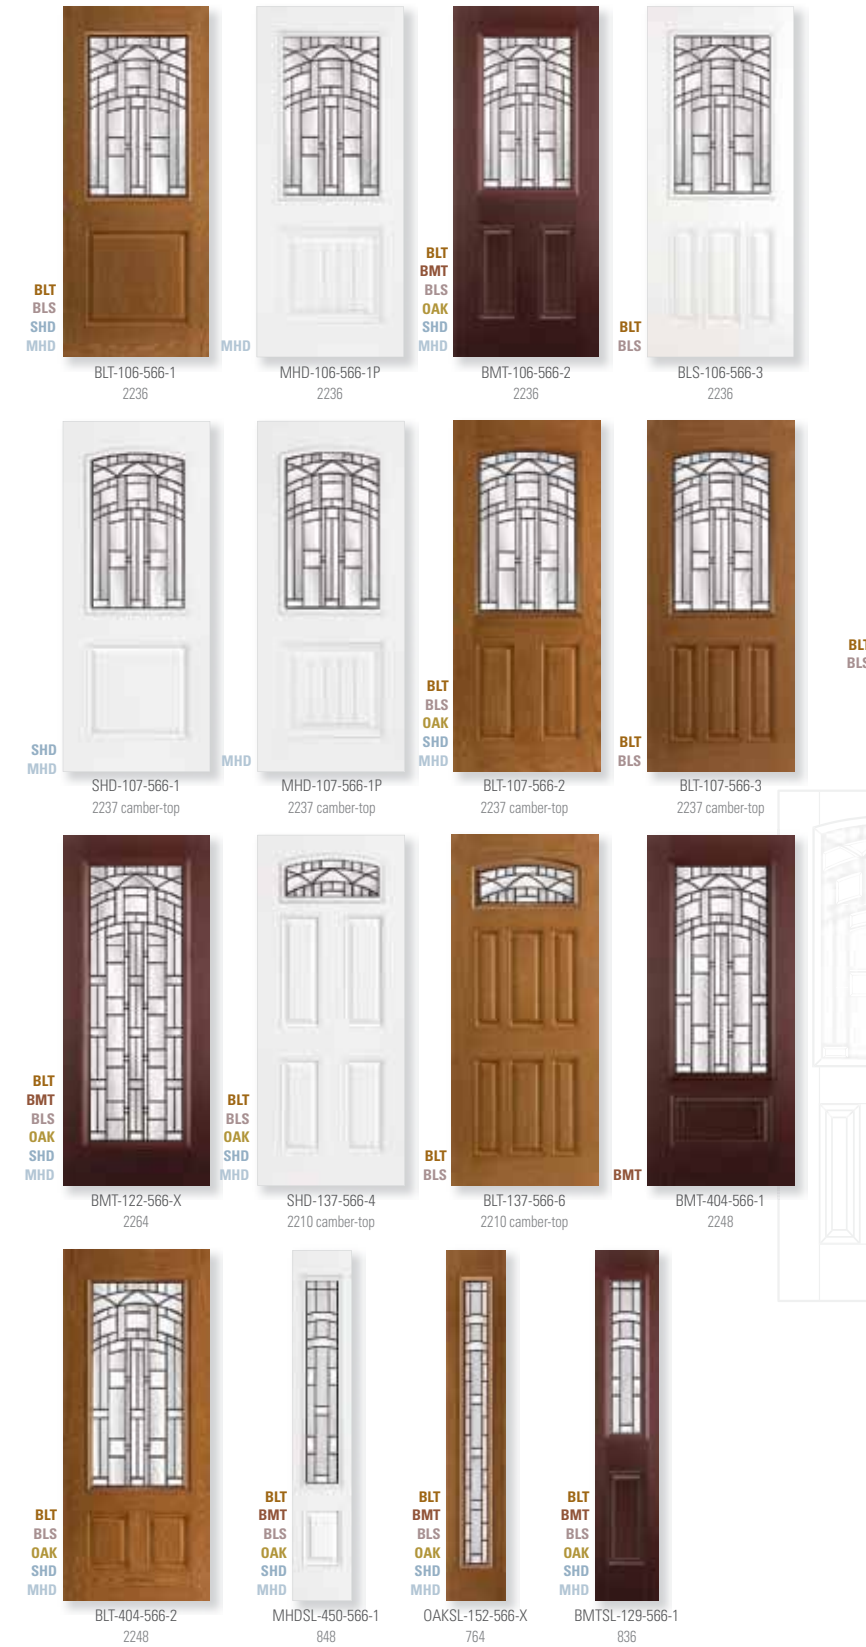 BLT
BLS
SHD
MHD
BLT-106-566-1
2236
MHD
MHD-106-566-1P
2236
BLT
BMT
BLS
OAK
SHD
MHD
BMT-106-566-2
2236
BLT
BLS
BLS-106-566-3
2236
SHD
MHD
SHD-107-566-1
2237 camber-top
MHD
MHD-107-566-1P
2237 camber-top
BLT
BLS
OAK
SHD
MHD
BLT-107-566-2
2237 camber-top
BLT
BLS
BLT-107-566-3
2237 camber-top
BLT
BLS
BLT
BMT
BLS
OAK
SHD
MHD
BMT-122-566-X
2264
BLT
BLS
OAK
SHD
MHD
SHD-137-566-4
2210 camber-top
BLT
BLS
BLT-137-566-6
2210 camber-top
BMT
BMT-404-566-1
2248
BLT
BLS
OAK
SHD
MHD
BLT-404-566-2
2248
BLT
BMT
BLS
OAK
SHD
MHD
MHDSL-450-566-1
848
BLT
BMT
BLS
OAK
SHD
MHD
OAKSL-152-566-X
764
BLT
BMT
BLS
OAK
SHD
MHD
BMTSL-129-566-1
836